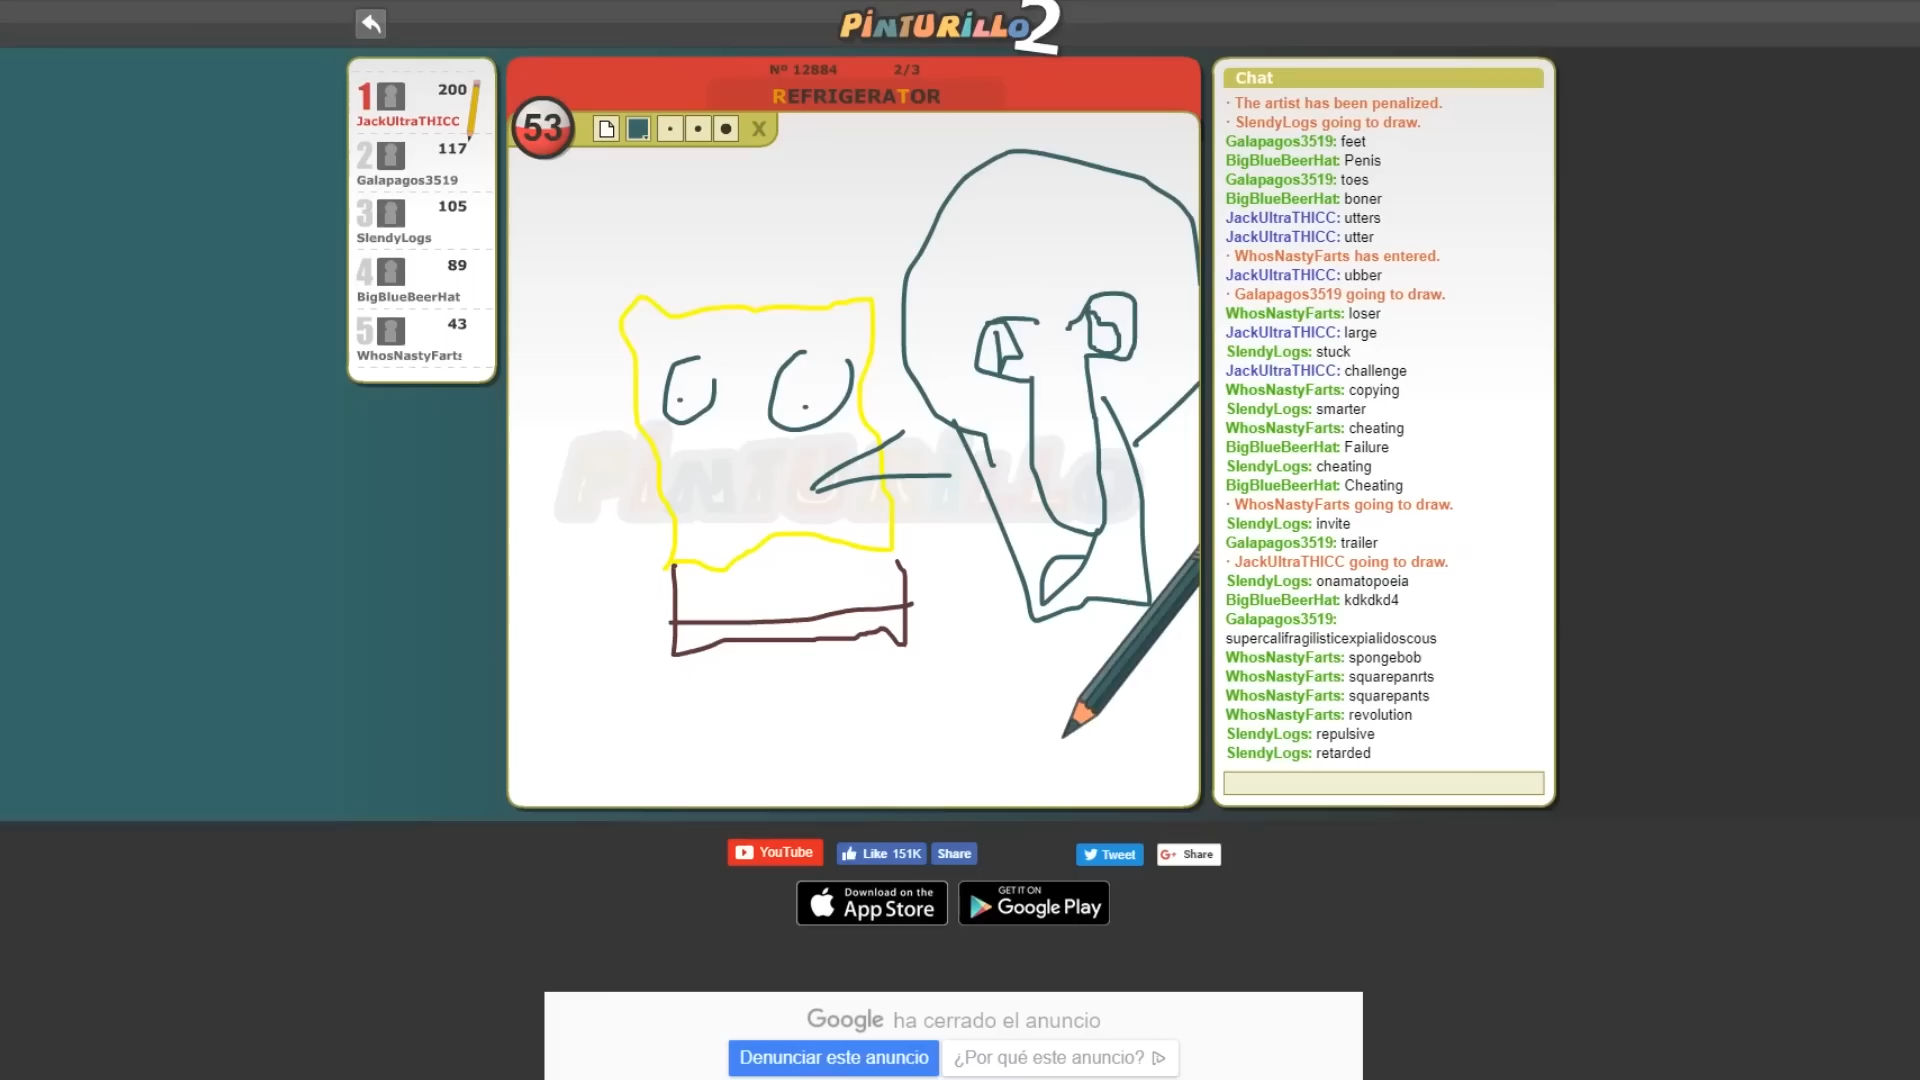 PiNTURiLLO 2
1 200
JackUltraTHICC
2 117
Galapagos3519
3 105
SlendyLogs
4 89
BigBlueBeerHat
5 43
WhosNastyFarts
Nº 12884 2/3
REFRIGERATOR
53
X
PiNTURiLLO
Chat
· The artist has been penalized.
· SlendyLogs going to draw.
Galapagos3519: feet
BigBlueBeerHat: Penis
Galapagos3519: toes
BigBlueBeerHat: boner
JackUltraTHICC: utters
JackUltraTHICC: utter
· WhosNastyFarts has entered.
JackUltraTHICC: ubber
· Galapagos3519 going to draw.
WhosNastyFarts: loser
JackUltraTHICC: large
SlendyLogs: stuck
JackUltraTHICC: challenge
WhosNastyFarts: copying
SlendyLogs: smarter
WhosNastyFarts: cheating
BigBlueBeerHat: Failure
SlendyLogs: cheating
BigBlueBeerHat: Cheating
· WhosNastyFarts going to draw.
SlendyLogs: invite
Galapagos3519: trailer
· JackUltraTHICC going to draw.
SlendyLogs: onamatopoeia
BigBlueBeerHat: kdkdkd4
Galapagos3519:
supercalifragilisticexpialidoscous
WhosNastyFarts: spongebob
WhosNastyFarts: squarepanrts
WhosNastyFarts: squarepants
WhosNastyFarts: revolution
SlendyLogs: repulsive
SlendyLogs: retarded
YouTube Like 151K Share Tweet G+ Share
Download on the
App Store
GET IT ON
Google Play
Google ha cerrado el anuncio
Denunciar este anuncio ¿Por qué este anuncio?